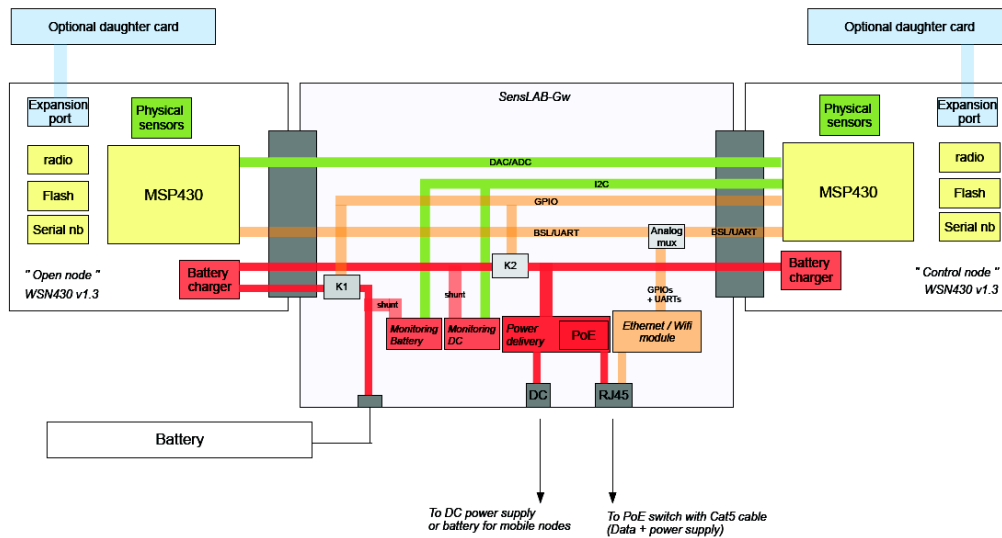 Optional daughter card
Optional daughter card
SensLAB-Gw
Expansion
port
Physical
sensors
Physical
sensors
Expansion
port
radio
Flash
Serial nb
MSP430
DAC/ADC
I2C
GPIO
BSL/UART
Analog
mux
BSL/UART
MSP430
radio
Flash
Serial nb
" Open node "
WSN430 v1.3
Battery
charger
K1
K2
Battery
charger
" Control node "
WSN430 v1.3
shunt
shunt
GPIOs
+ UARTs
Monitoring
Battery
Monitoring
DC
Power
delivery
PoE
Ethernet / Wifi
module
DC
RJ45
Battery
To DC power supply
or battery for mobile nodes
To PoE switch with Cat5 cable
(Data + power supply)